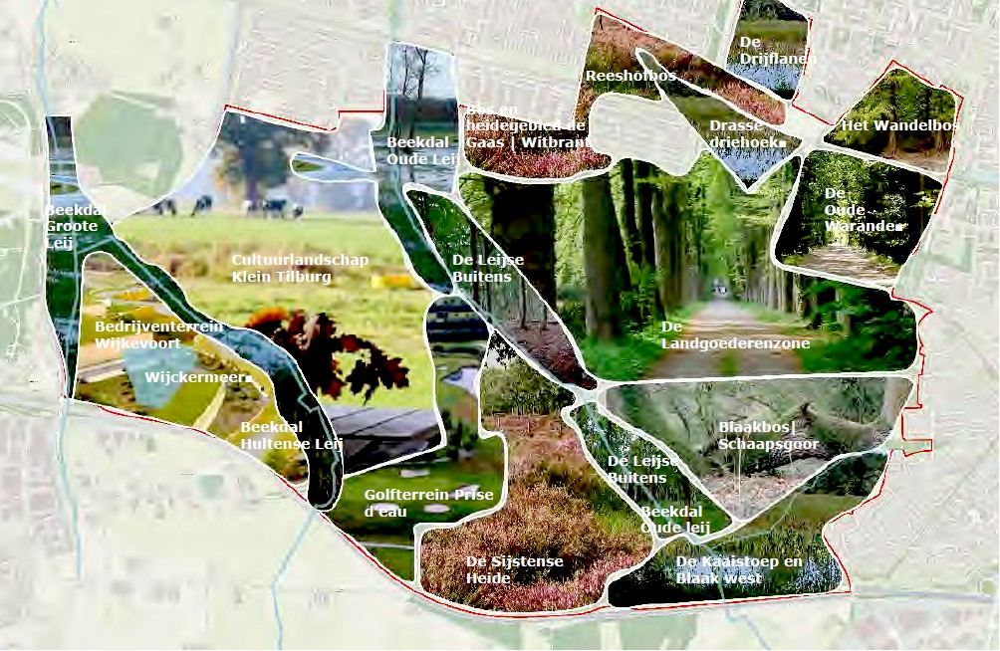 De
Drijflanen
Reeshofbos
Bos en
heidegebied de
Gaas | Witbrant
Drasse
driehoek
Het Wandelbos
Beekdal
Oude Leij
De
Oude
Warande
Beekdal
Groote
Leij
Cultuurlandschap
Klein Tilburg
De Leijse
Buitens
Bedrijventerrein
Wijkevoort
De
Landgoederenzone
Wijckermeer
Beekdal
Hultense Leij
Blaakbos|
Schaapsgoor
De Leijse
Buitens
Golfterrein Prise
d'eau
Beekdal
Oude leij
De Sijstense
Heide
De Kaaistoep en
Blaak west